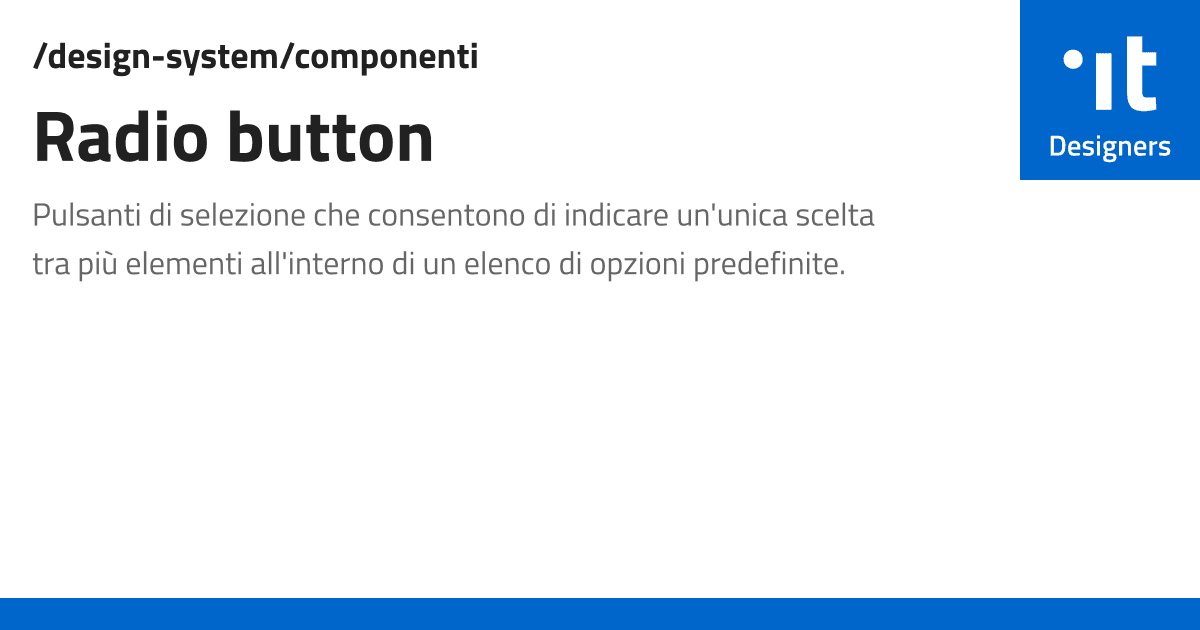 /design-system/componenti
Radio button
Pulsanti di selezione che consentono di indicare un'unica scelta
tra più elementi all'interno di un elenco di opzioni predefinite.
it
Designers